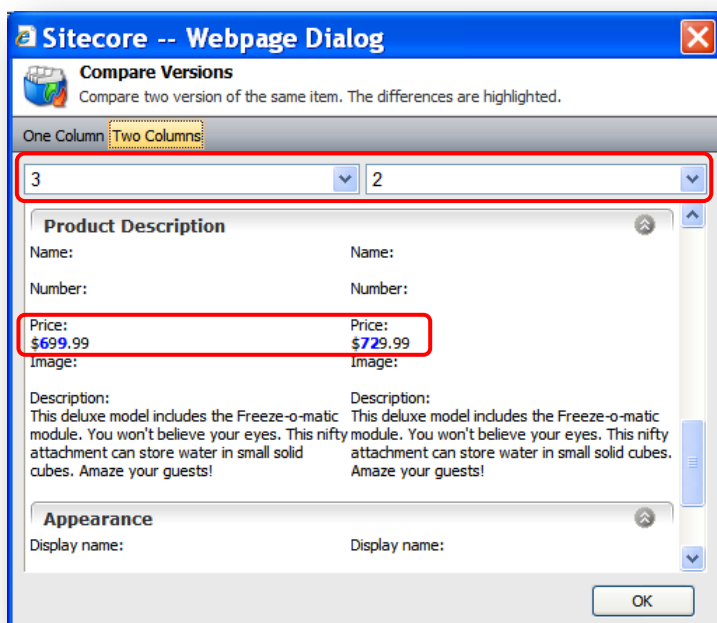 Sitecore -- Webpage Dialog
Compare Versions
Compare two version of the same item. The differences are highlighted.
One Column Two Columns
3 2
Product Description
Name: Name:
Number: Number:
Price: Price:
$699.99 $729.99
Image: Image:
Description: Description:
This deluxe model includes the Freeze-o-matic This deluxe model includes the Freeze-o-matic
module. You won't believe your eyes. This nifty module. You won't believe your eyes. This nifty
attachment can store water in small solid attachment can store water in small solid cubes.
cubes. Amaze your guests! Amaze your guests!
Appearance
Display name: Display name:
OK